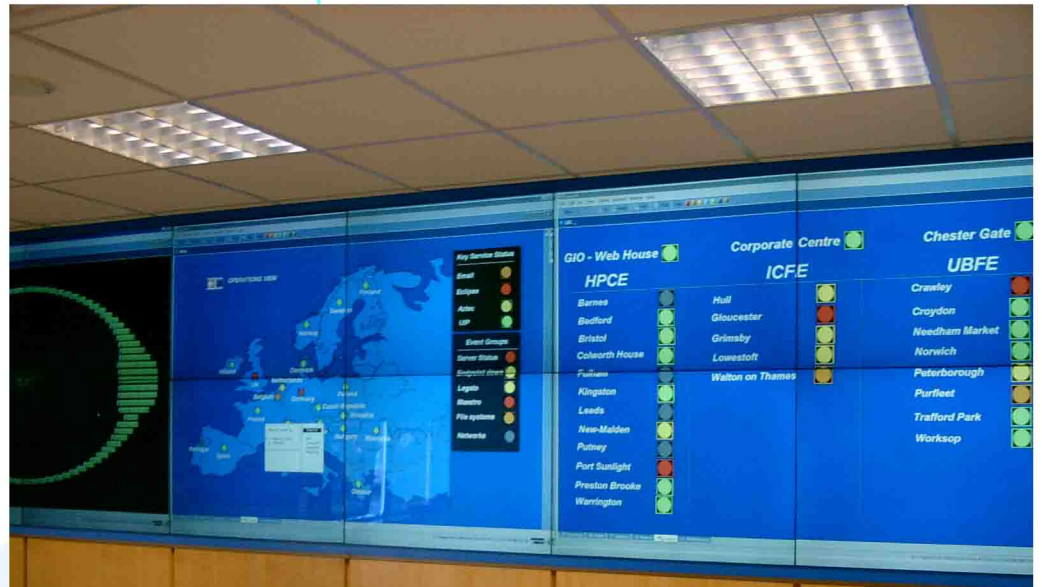 OPERATIONS VIEW
Finland
Sweden
Norway
Ireland
UK
Denmark
Netherlands
Belgium
Germany
Poland
Czech Republic
France
Hungary
Portugal
Spain
Greece
Key Service Status
Email
Eclipse
Aztec
UIP
Event Groups
Server Status
Endpoint down
Legato
Maestro
File systems
Networks
GIO - Web House
Corporate Centre
Chester Gate
HPCE
Barnes
Bedford
Bristol
Colworth House
Fulham
Kingston
Leeds
New-Malden
Putney
Port Sunlight
Preston Brooke
Warrington
ICFE
Hull
Gloucester
Grimsby
Lowestoft
Walton on Thames
UBFE
Crawley
Croydon
Needham Market
Norwich
Peterborough
Purfleet
Trafford Park
Worksop